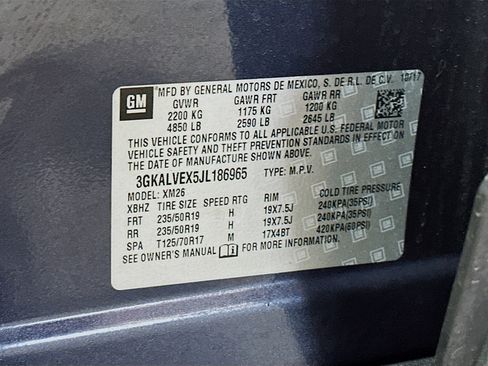 GM
MFD BY GENERAL MOTORS DE MEXICO, S. DE R.L. DE C.V. 10/17
GVWR GAWR FRT GAWR RR
2200 KG 1175 KG 1200 KG
4850 LB 2590 LB 2645 LB
THIS VEHICLE CONFORMS TO ALL APPLICABLE U.S. FEDERAL MOTOR
VEHICLE SAFETY AND THEFT PREVENTION STANDARDS IN EFFECT
ON THE DATE OF MANUFACTURE SHOWN ABOVE.
3GKALVEX5JL186965 TYPE: M.P.V.
MODEL: XM26
XBHZ TIRE SIZE SPEED RTG RIM COLD TIRE PRESSURE
FRT 235/50R19 H 19X7.5J 240KPA(35PSI)
RR 235/50R19 H 19X7.5J 240KPA(35PSI)
SPA T125/70R17 M 17X4BT 420KPA(60PSI)
SEE OWNER'S MANUAL FOR MORE INFORMATION